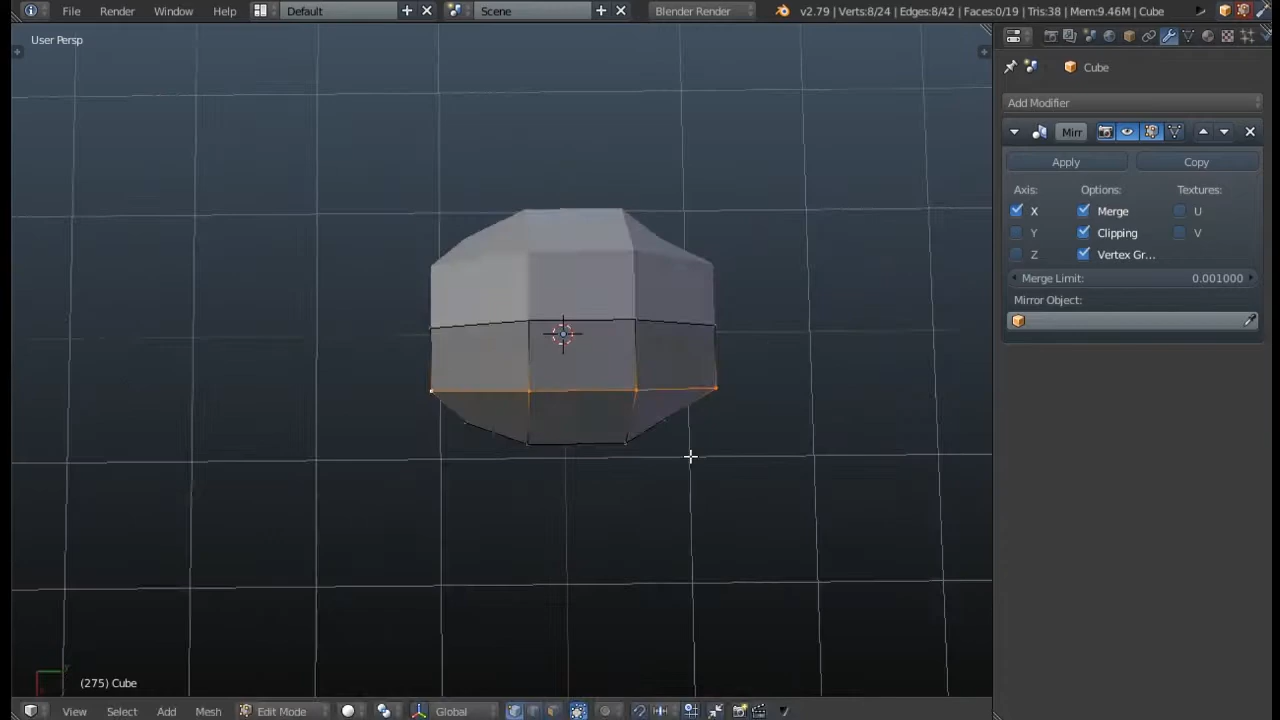 File Render Window Help Default Scene Blender Render v2.79 | Verts:8/24 | Edges:8/42 | Faces:0/19 | Tris:38 | Mem:9.46M | Cube
User Persp
Cube
Add Modifier
Mirr
Apply Copy
Axis: Options: Textures:
X Merge U
Y Clipping V
Z Vertex Gr...
Merge Limit: 0.001000
Mirror Object:
(275) Cube
View Select Add Mesh Edit Mode Global